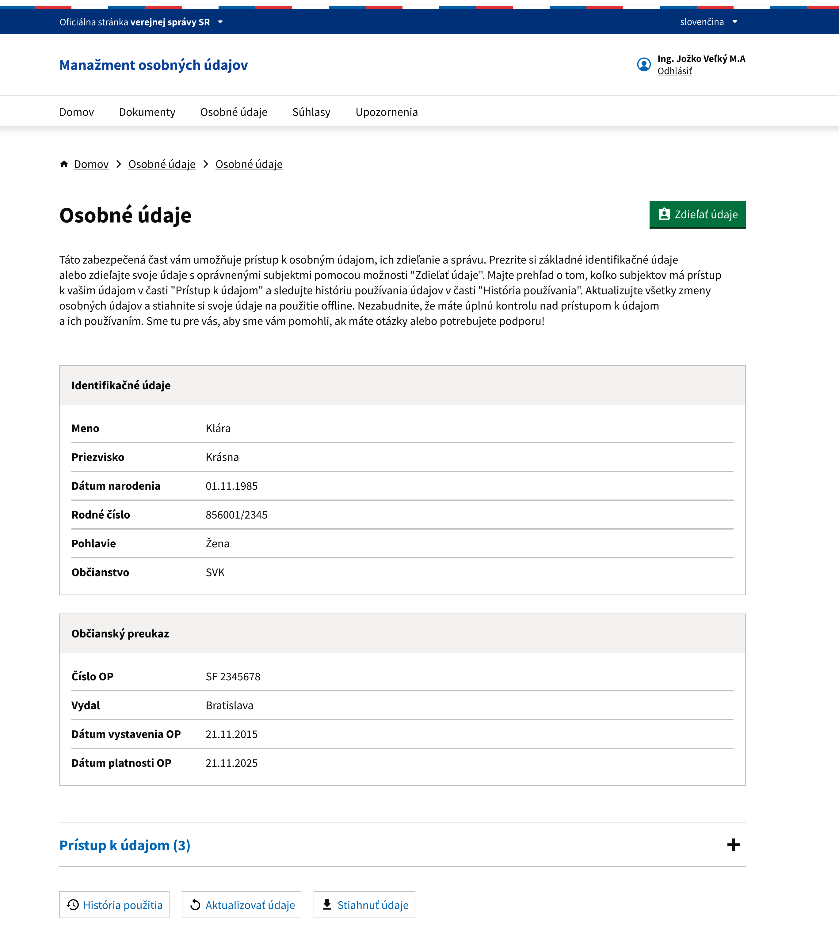 Oficiálna stránka verejnej správy SR
slovenčina
Manažment osobných údajov
Ing. Jožko Veľký M.A
Odhlásiť
Domov Dokumenty Osobné údaje Súhlasy Upozornenia
Domov Osobné údaje Osobné údaje
Osobné údaje
Zdieľať údaje
Táto zabezpečená čast vám umožňuje prístup k osobným údajom, ich zdieľanie a správu. Prezrite si základné identifikačné údaje
alebo zdieľajte svoje údaje s oprávnenými subjektmi pomocou možnosti "Zdieľať údaje". Majte prehľad o tom, koľko subjektov má prístup
k vašim údajom v časti "Prístup k údajom" a sledujte históriu používania údajov v časti "História používania". Aktualizujte všetky zmeny
osobných údajov a stiahnite si svoje údaje na použitie offline. Nezabudnite, že máte úplnú kontrolu nad prístupom k údajom
a ich používaním. Sme tu pre vás, aby sme vám pomohli, ak máte otázky alebo potrebujete podporu!
Identifikačné údaje
Meno Klára
Priezvisko Krásna
Dátum narodenia 01.11.1985
Rodné číslo 856001/2345
Pohlavie Žena
Občianstvo SVK
Občianský preukaz
Číslo OP SF 2345678
Vydal Bratislava
Dátum vystavenia OP 21.11.2015
Dátum platnosti OP 21.11.2025
Prístup k údajom (3)
História použitia Aktualizovať údaje Stiahnuť údaje